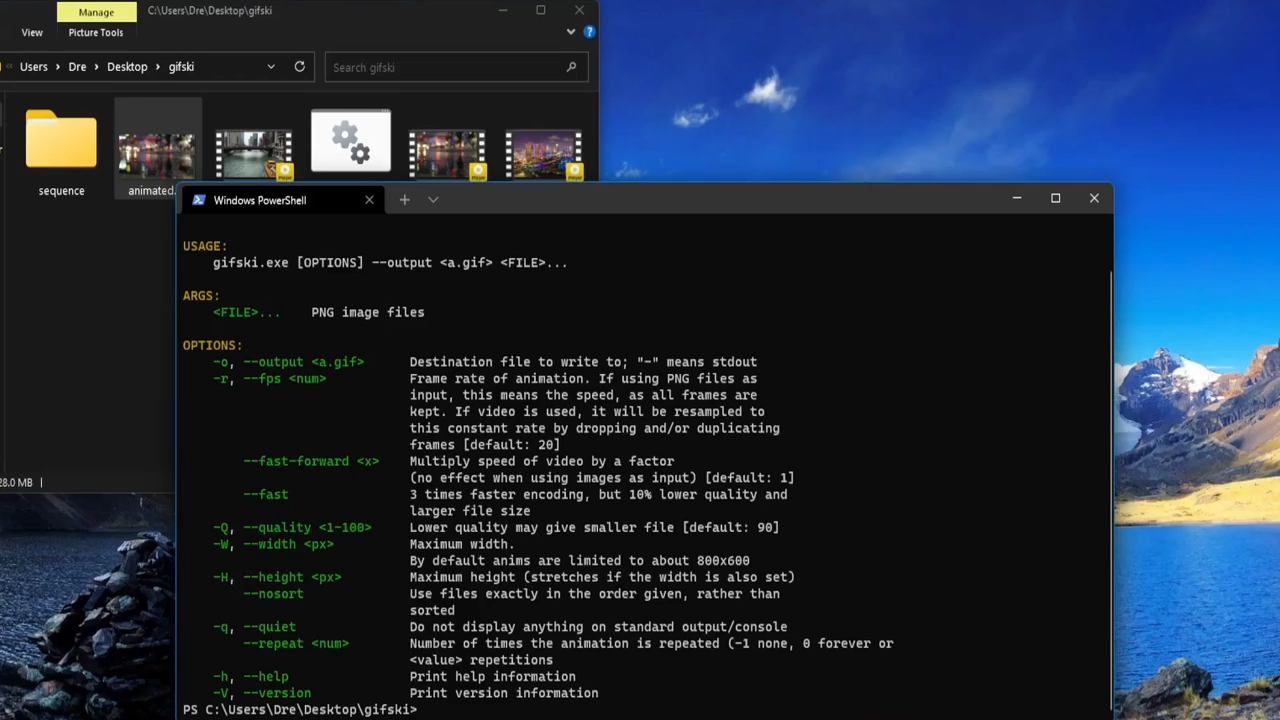 Manage
C:\Users\Dre\Desktop\gifski
View
Picture Tools
Users > Dre > Desktop > gifski
Search gifski
sequence
animated.
28.0 MB
Windows PowerShell
USAGE:
gifski.exe [OPTIONS] --output <a.gif> <FILE>...
ARGS:
<FILE>... PNG image files
OPTIONS:
-o, --output <a.gif> Destination file to write to; "-" means stdout
-r, --fps <num> Frame rate of animation. If using PNG files as
input, this means the speed, as all frames are
kept. If video is used, it will be resampled to
this constant rate by dropping and/or duplicating
frames [default: 20]
--fast-forward <x> Multiply speed of video by a factor
(no effect when using images as input) [default: 1]
--fast 3 times faster encoding, but 10% lower quality and
larger file size
-Q, --quality <1-100> Lower quality may give smaller file [default: 90]
-W, --width <px> Maximum width.
By default anims are limited to about 800x600
-H, --height <px> Maximum height (stretches if the width is also set)
--nosort Use files exactly in the order given, rather than
sorted
-q, --quiet Do not display anything on standard output/console
--repeat <num> Number of times the animation is repeated (-1 none, 0 forever or
<value> repetitions
-h, --help Print help information
-V, --version Print version information
PS C:\Users\Dre\Desktop\gifski>